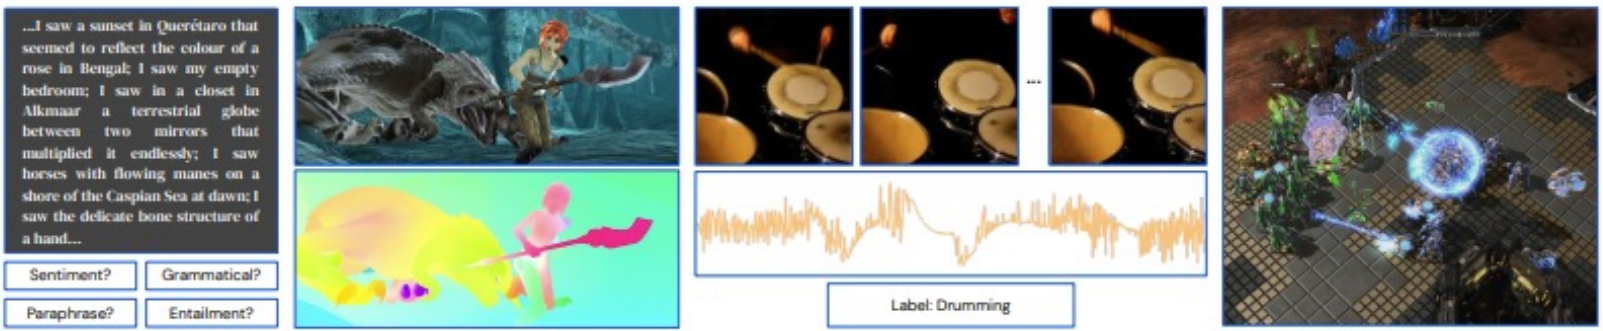 ...I saw a sunset in Querétaro that
seemed to reflect the colour of a
rose in Bengal; I saw my empty
bedroom; I saw in a closet in
Alkmaar a terrestrial globe
between two mirrors that
multiplied it endlessly; I saw
horses with flowing manes on a
shore of the Caspian Sea at dawn; I
saw the delicate bone structure of
a hand...
Sentiment?
Grammatical?
Paraphrase?
Entailment?
...
Label: Drumming